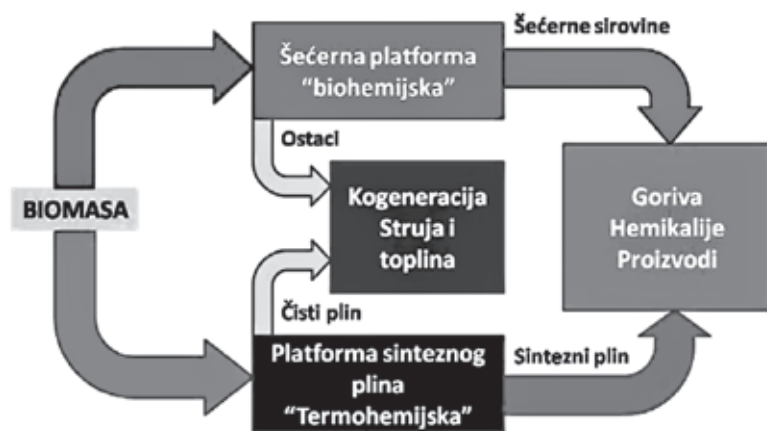 Šećerne sirovine
Šećerna platforma
"biohemijska"
Ostaci
BIOMASA
Kogeneracija
Struja i
toplina
Goriva
Hemikalije
Proizvodi
Čisti plin
Platforma sinteznog
plina
"Termohemijska"
Sintezni plin